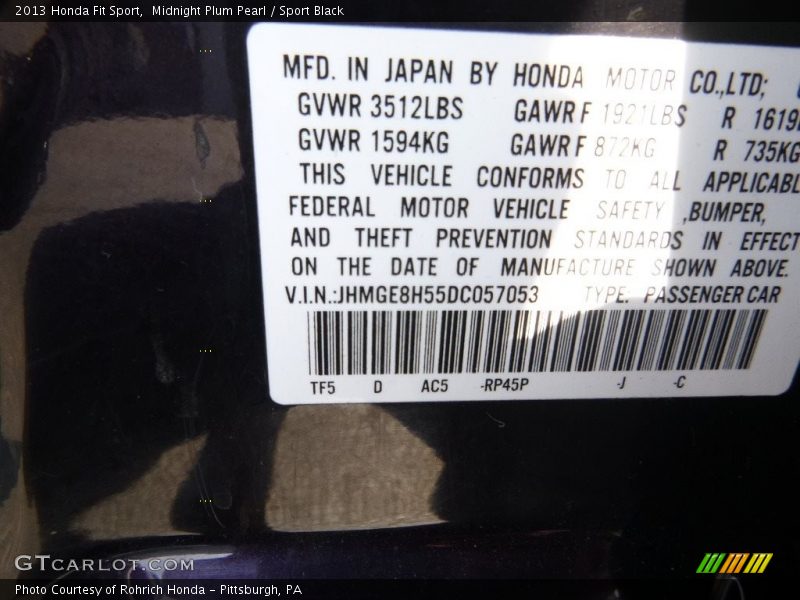 2013 Honda Fit Sport,  Midnight Plum Pearl / Sport Black
MFD. IN JAPAN BY HONDA MOTOR CO.,LTD;
GVWR 3512LBS GAWR F 1921LBS R 1619
GVWR 1594KG GAWR F 872KG R 735KG
THIS VEHICLE CONFORMS TO ALL APPLICABL
FEDERAL MOTOR VEHICLE SAFETY ,BUMPER,
AND THEFT PREVENTION STANDARDS IN EFFECT
ON THE DATE OF MANUFACTURE SHOWN ABOVE.
V.I.N.:JHMGE8H55DC057053 TYPE: PASSENGER CAR
TF5 D AC5 -RP45P -J -C
GTCARLOT.COM
Photo Courtesy of Rohrich Honda - Pittsburgh, PA